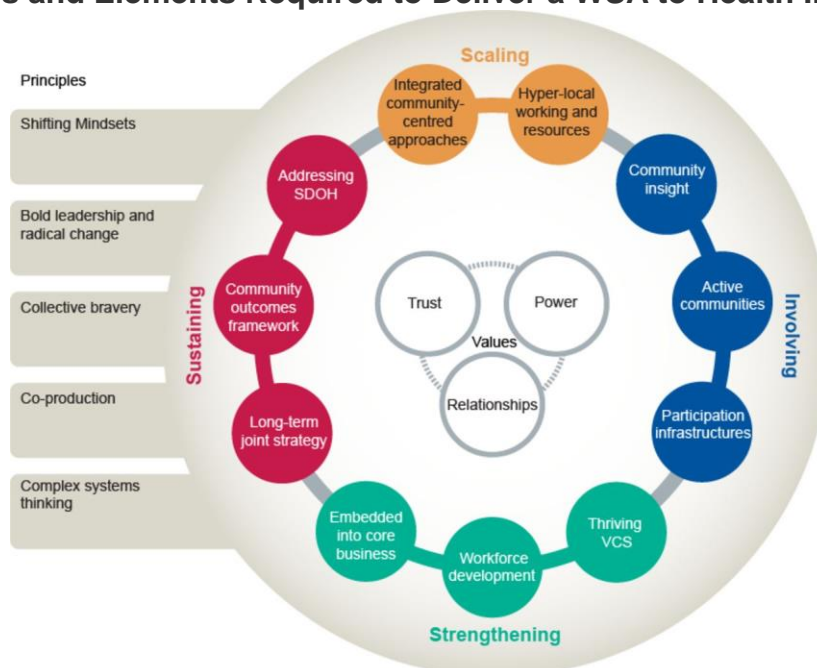 s and Elements Required to Deliver a WSA to Health I
Principles
Shifting Mindsets
Bold leadership and
radical change
Collective bravery
Co-production
Complex systems
thinking
Scaling
Integrated
community-
centred
approaches
Hyper-local
working and
resources
Involving
Community
insight
Active
communities
Participation
infrastructures
Strengthening
Thriving
VCS
Workforce
development
Embedded
into core
business
Sustaining
Long-term
joint strategy
Community
outcomes
framework
Addressing
SDOH
Trust
Power
Values
Relationships